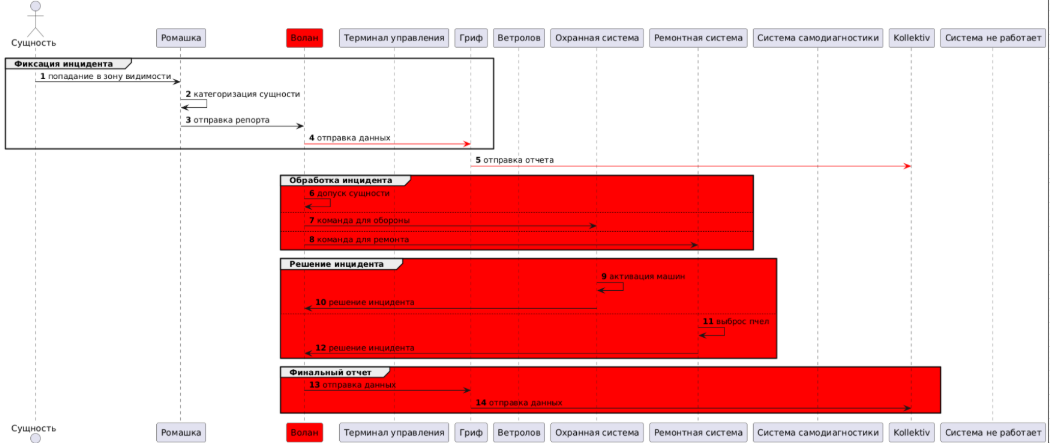 Сущность
Ромашка
Волан
Терминал управления
Гриф
Ветролов
Охранная система
Ремонтная система
Система самодиагностики
Kollektiv
Система не работает
Фиксация инцидента
1 попадание в зону видимости
2 категоризация сущности
3 отправка репорта
4 отправка данных
5 отправка отчета
Обработка инцидента
6 допуск сущности
7 команда для обороны
8 команда для ремонта
Решение инцидента
9 активация машин
10 решение инцидента
11 выброс пчел
12 решение инцидента
Финальный отчет
13 отправка данных
14 отправка данных
Сущность
Ромашка
Волан
Терминал управления
Гриф
Ветролов
Охранная система
Ремонтная система
Система самодиагностики
Kollektiv
Система не работает